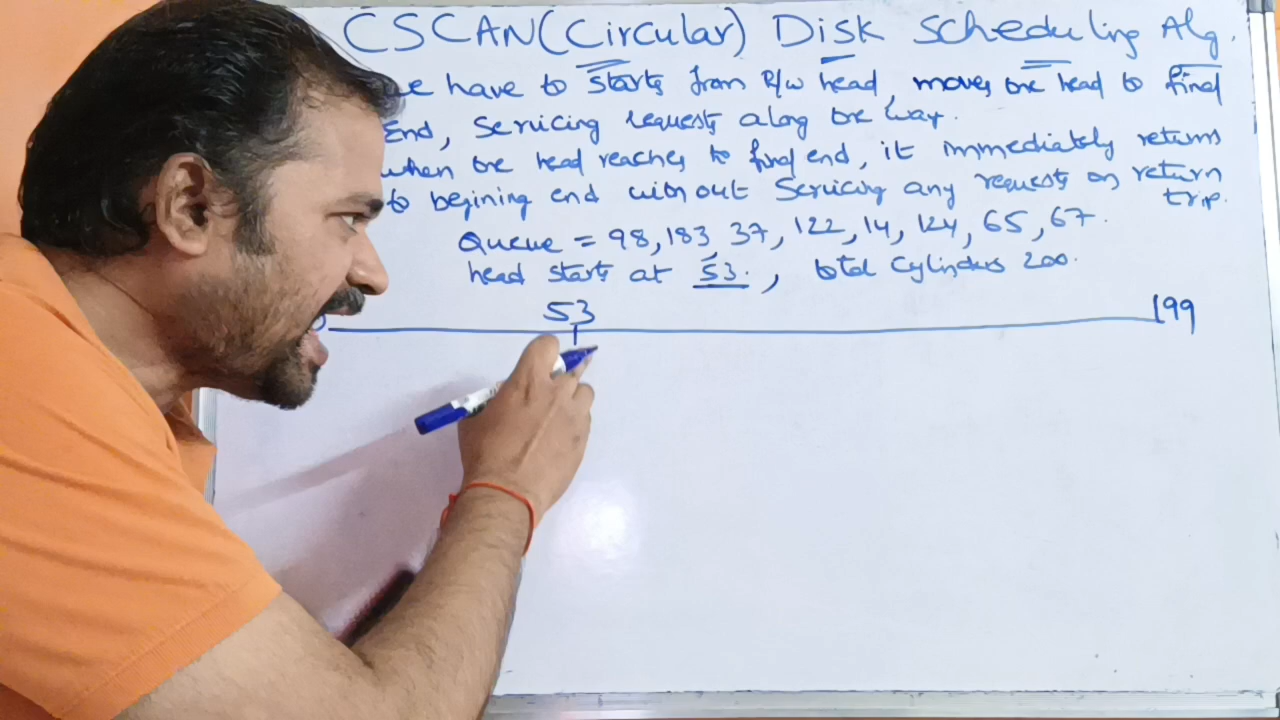 CSCAN(Circular) Disk Scheduling Alg.
we have to starts from R/w head, moves the head to final
End, Servicing requests along the way.
when the head reaches to final end, it immediately returns
to begining end without Servicing any requests on return trip.
Queue = 98, 183 37, 122, 14, 124, 65, 67.
head starts at 53. , total Cylinders 200.
0 53 199